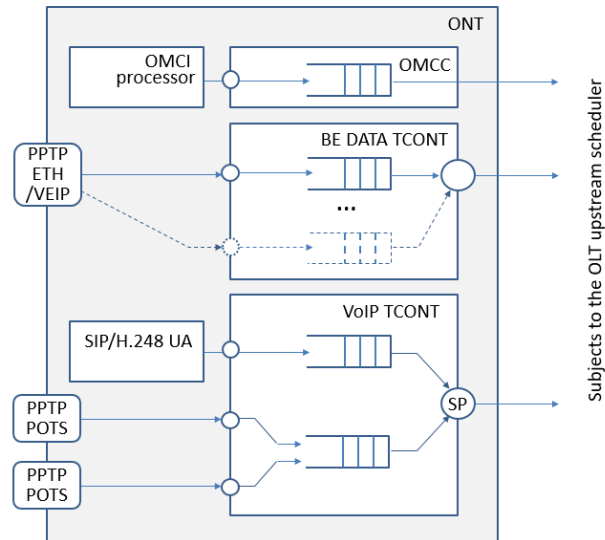 ONT
OMCI
processor
OMCC
PPTP
ETH
/VEIP
BE DATA TCONT
...
VoIP TCONT
SIP/H.248 UA
SP
PPTP
POTS
PPTP
POTS
Subjects to the OLT upstream scheduler